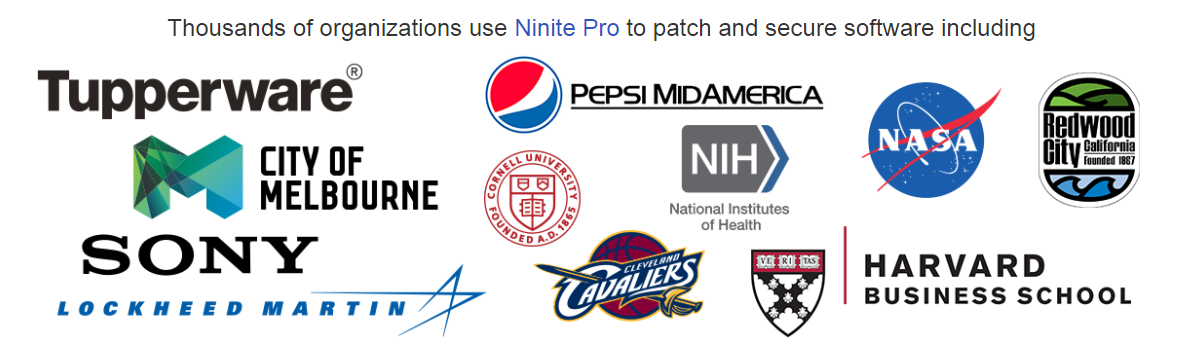 Thousands of organizations use Ninite Pro to patch and secure software including
Tupperware®
PEPSI MIDAMERICA
NASA
Redwood
City California
Founded 1867
CITY OF
MELBOURNE
CORNELL UNIVERSITY
FOUNDED A.D. 1865
NIH
National Institutes
of Health
SONY
CLEVELAND
CAVALIERS
VE RI TAS
HARVARD
BUSINESS SCHOOL
LOCKHEED MARTIN